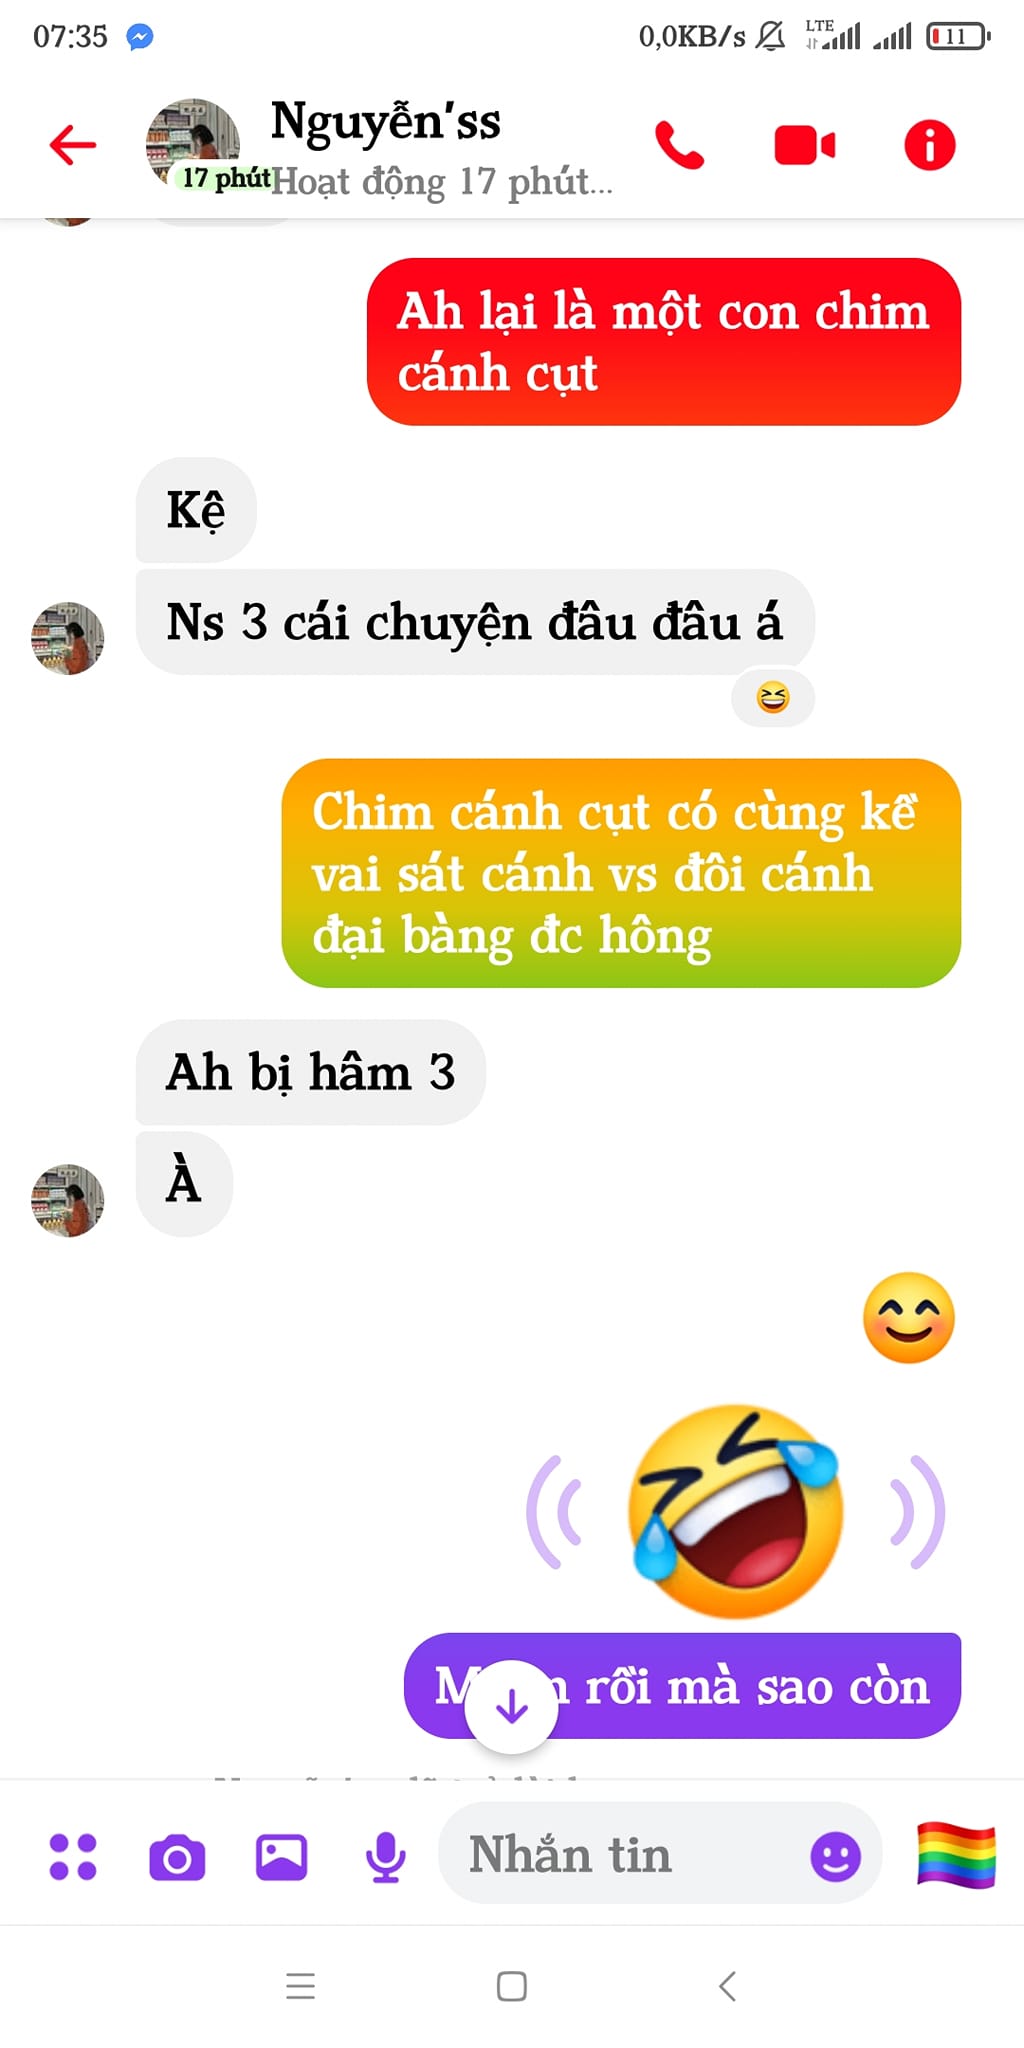 07:35
0,0KB/s
LTE
11
Nguyễn'ss
17 phút
Hoạt động 17 phút...
Ah lại là một con chim
cánh cụt
Kệ
Ns 3 cái chuyện đâu đâu á
Chim cánh cụt có cùng kề
vai sát cánh vs đôi cánh
đại bàng đc hông
Ah bị hâm 3
À
rồi mà sao còn
Nhắn tin